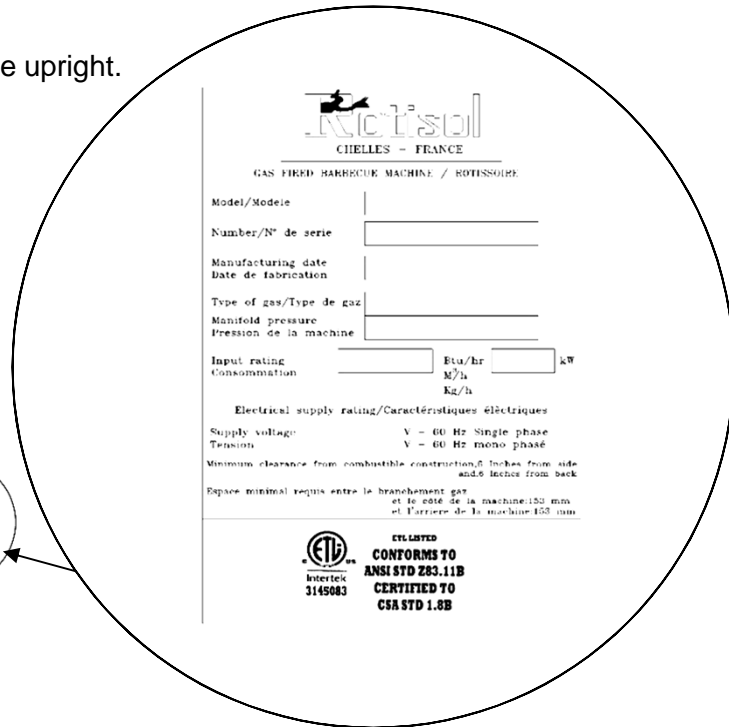 e upright.
Rotisol
CHELLES - FRANCE
GAS FIRED BARBECUE MACHINE / ROTISSOIRE
Model/Modele
Number/N° de serie
Manufacturing date
Date de fabrication
Type of gas/Type de gaz
Manifold pressure
Pression de la machine
Input rating Btu/hr kW
Consommation M³/h
Kg/h
Electrical supply rating/Caractéristiques élèctriques
Supply voltage V - 60 Hz Single phase
Tension V - 60 Hz mono phasé
Minimum clearance from combustible construction,6 Inches from side
and,6 Inches from back
Espace minimal requis entre le branchement gaz
et le côté de la machine:153 mm
et l'arriere de la machine:153 mm
ETL LISTED
CONFORMS TO
ANSI STD Z83.11B
CERTIFIED TO
CSA STD 1.8B
ETL
C US
Intertek
3145083